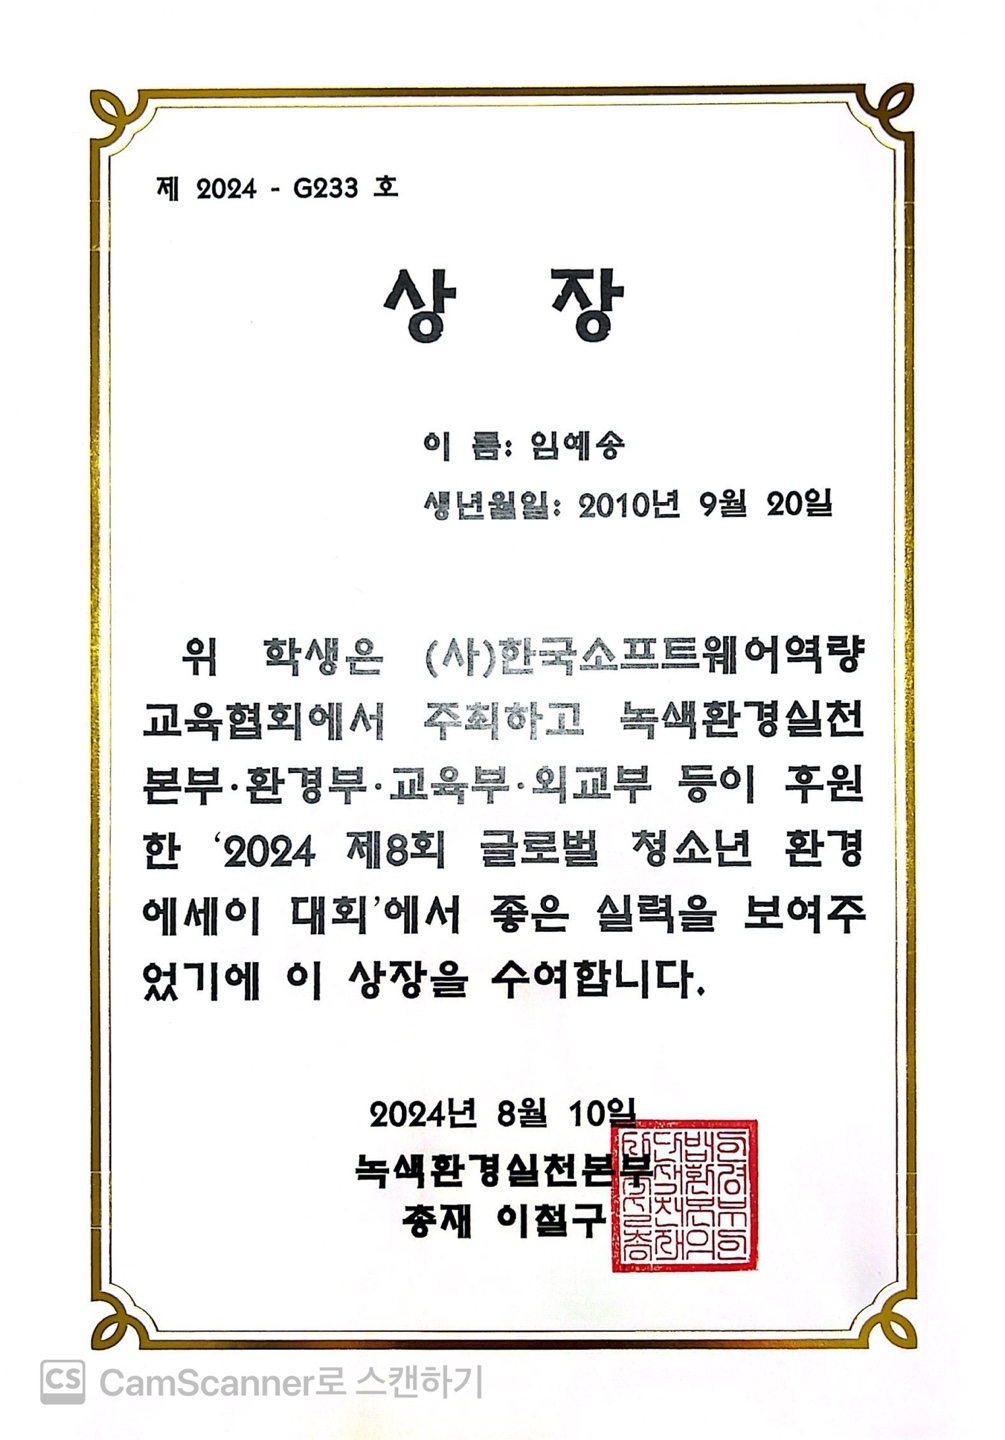 제 2024 - G233 호
상 장
이 름: 임예송
생년월일: 2010년 9월 20일
위 학생은 (사)한국소프트웨어역량
교육협회에서 주최하고 녹색환경실천
본부·환경부·교육부·외교부 등이 후원
한 ‘2024 제8회 글로벌 청소년 환경
에세이 대회’에서 좋은 실력을 보여주
었기에 이 상장을 수여합니다.
2024년 8월 10일
녹색환경실천본부
총재 이철구
CS CamScanner로 스캔하기